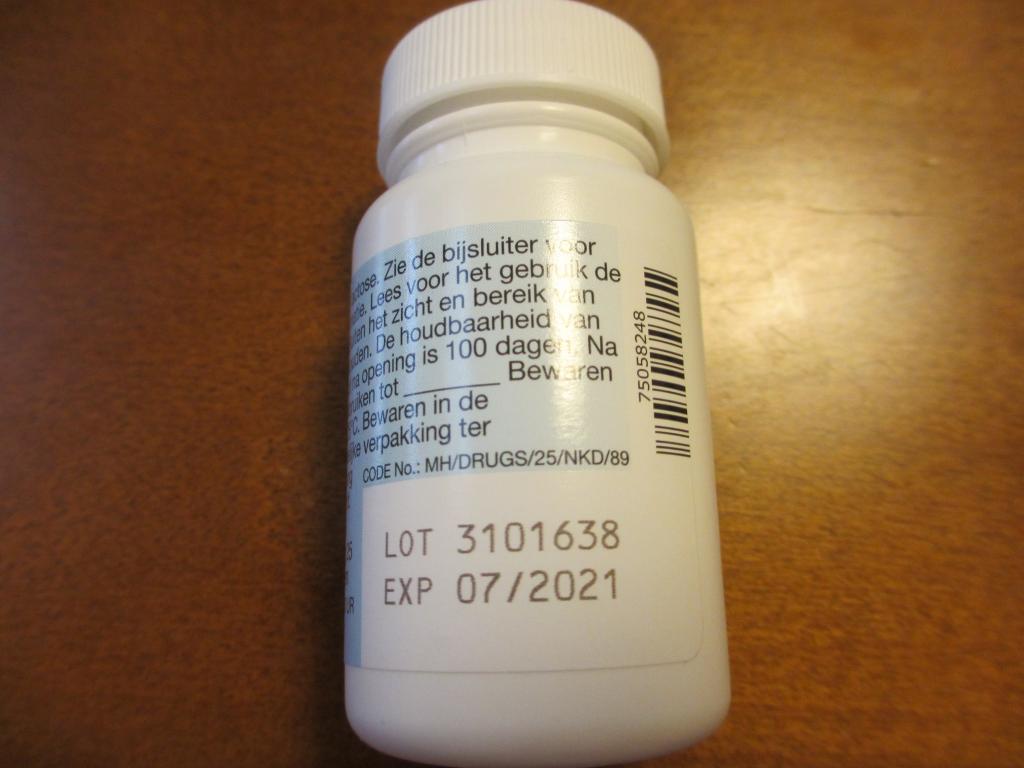 Zie de bijsluiter voor
Lees voor het gebruik de
het zicht en bereik van
De houdbaarheid van
na opening is 100 dagen. Na
tot ________ Bewaren
°C. Bewaren in de
verpakking ter
CODE No.: MH/DRUGS/25/NKD/89
75058248
LOT 3101638
EXP 07/2021